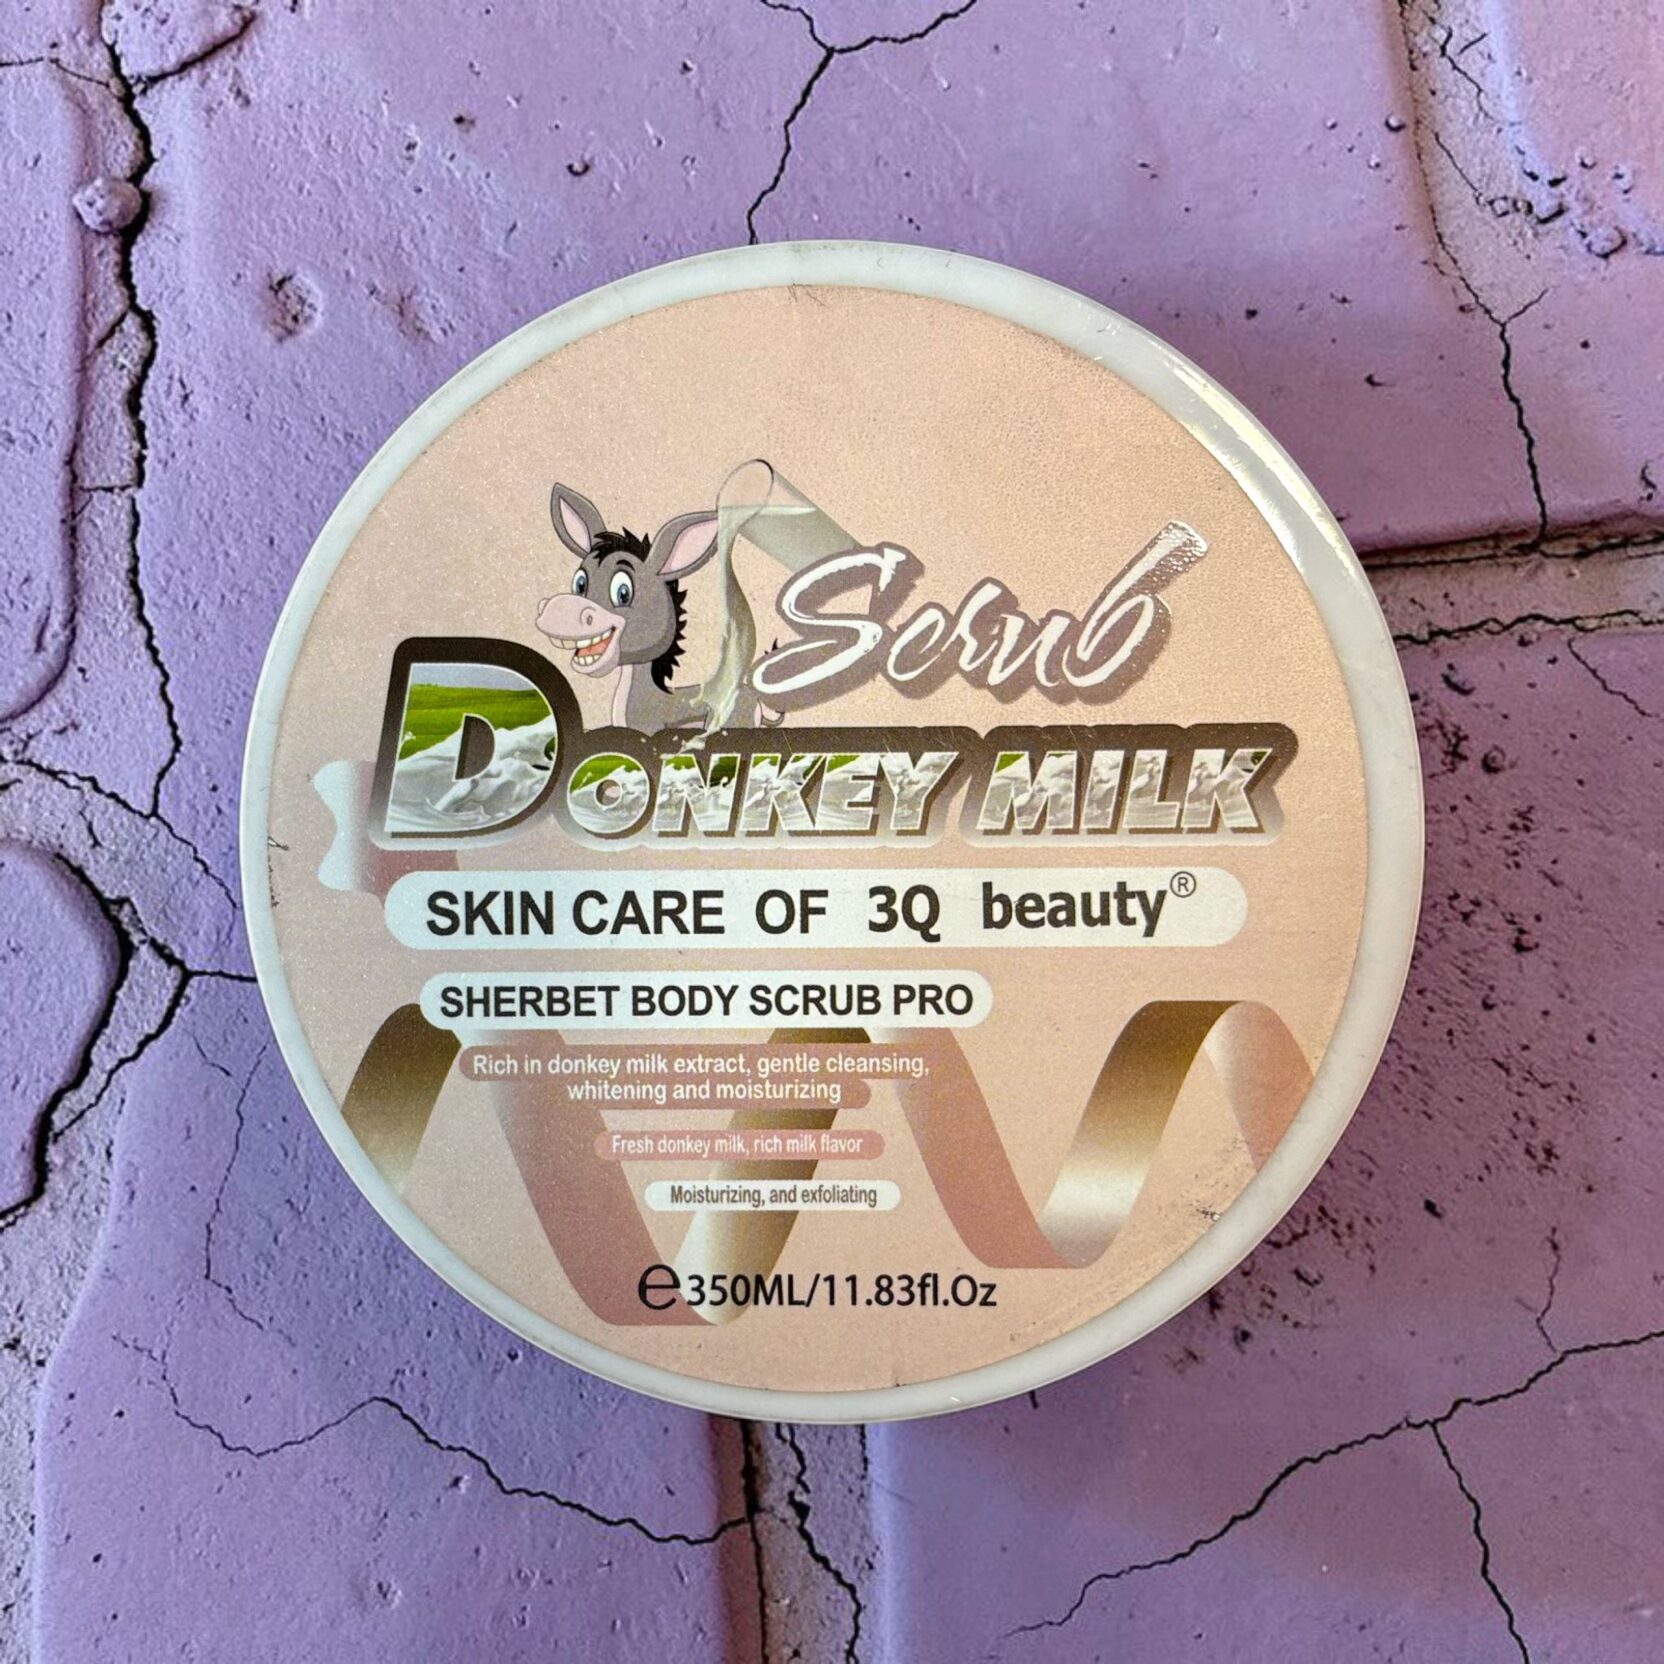 Scrub
DONKEY MILK
SKIN CARE OF 3Q beauty®
SHERBET BODY SCRUB PRO
Rich in donkey milk extract, gentle cleansing,
whitening and moisturizing
Fresh donkey milk, rich milk flavor
Moisturizing, and exfoliating
℮350ML/11.83fl.Oz